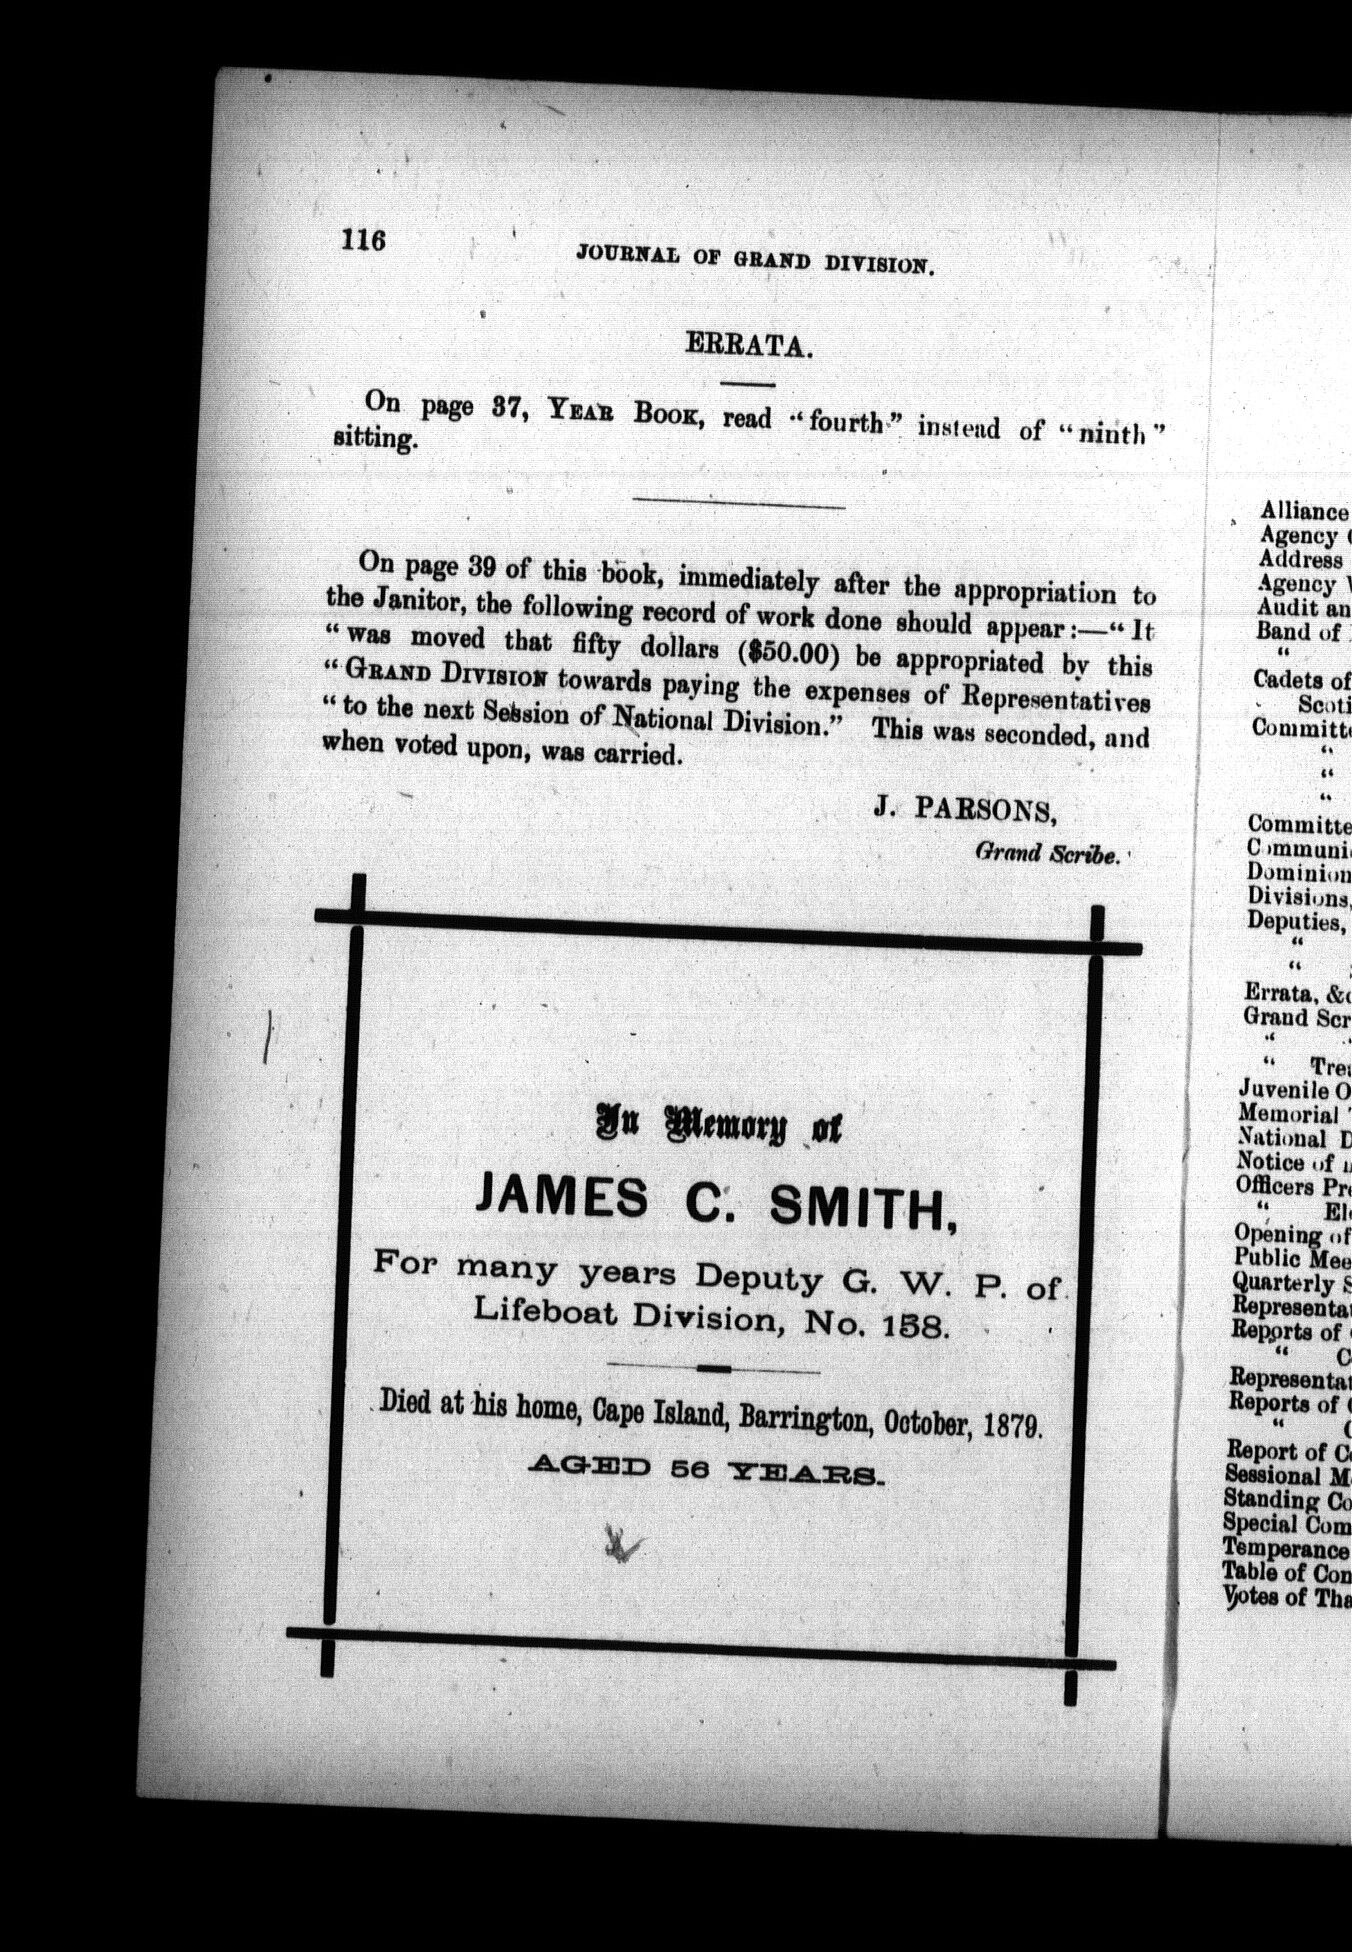 116
JOURNAL OF GRAND DIVISION.
ERRATA.
On page 37, YEAR BOOK, read "fourth" instead of "ninth"
sitting.
On page 39 of this book, immediately after the appropriation to
the Janitor, the following record of work done should appear:—"It
"was moved that fifty dollars ($50.00) be appropriated by this
"GRAND DIVISION towards paying the expenses of Representatives
"to the next Session of National Division." This was seconded, and
when voted upon, was carried.
J. PARSONS,
Grand Scribe.
In Memory of
JAMES C. SMITH,
For many years Deputy G. W. P. of
Lifeboat Division, No. 158.
Died at his home, Cape Island, Barrington, October, 1879.
AGED 56 YEARS.
Alliance
Agency
Address
Agency
Audit an
Band of
"
Cadets of
Scoti
Committe
"
"
"
Committe
Communi
Dominion
Divisions,
Deputies,
"
"
Errata, &c
Grand Scr
"
" Trea
Juvenile O
Memorial
National D
Notice of
Officers Pre
" Ele
Opening of
Public Mee
Quarterly S
Representat
Reports of
" C
Representat
Reports of
"
Report of Co
Sessional M
Standing Co
Special Com
Temperance
Table of Con
Votes of Tha